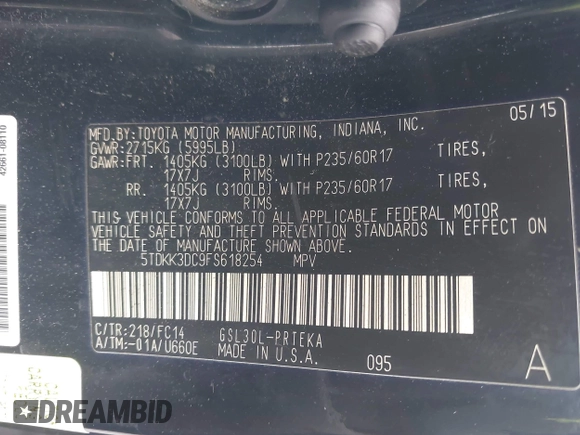 05/15
MFD.BY:TOYOTA MOTOR MANUFACTURING, INDIANA, INC.
GVWR:2715KG (5995LB)
GAWR:FRT. 1405KG (3100LB) WITH P235/60R17 TIRES,
17X7J RIMS.
RR. 1405KG (3100LB) WITH P235/60R17 TIRES,
17X7J RIMS.
THIS VEHICLE CONFORMS TO ALL APPLICABLE FEDERAL MOTOR
VEHICLE SAFETY AND THEFT PREVENTION STANDARDS IN EFFECT ON
THE DATE OF MANUFACTURE SHOWN ABOVE.
5TDKK3DC9FS618254 MPV
C/TR:218/FC14 GSL30L-PRTEKA
A/TM:-01A/U660E MADE IN U.S.A. 095 A
42661-08110
DREAMBID